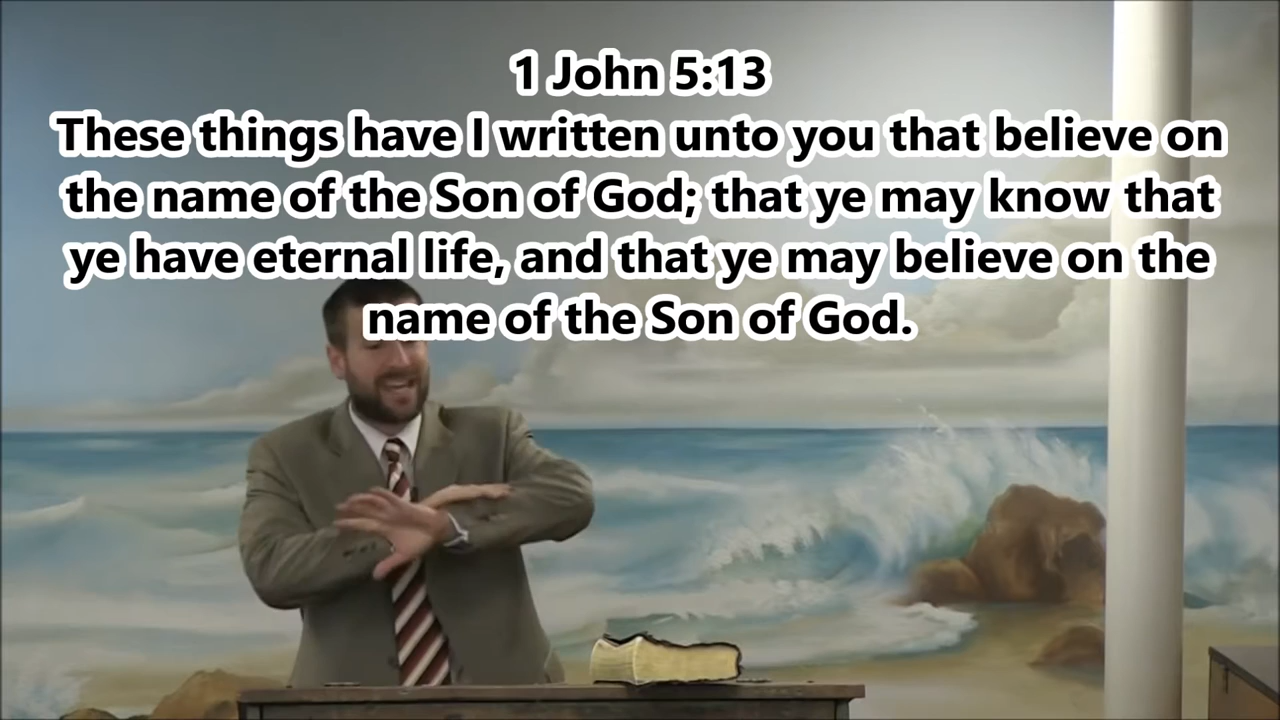 1 John 5:13
These things have I written unto you that believe on
the name of the Son of God; that ye may know that
ye have eternal life, and that ye may believe on the
name of the Son of God.